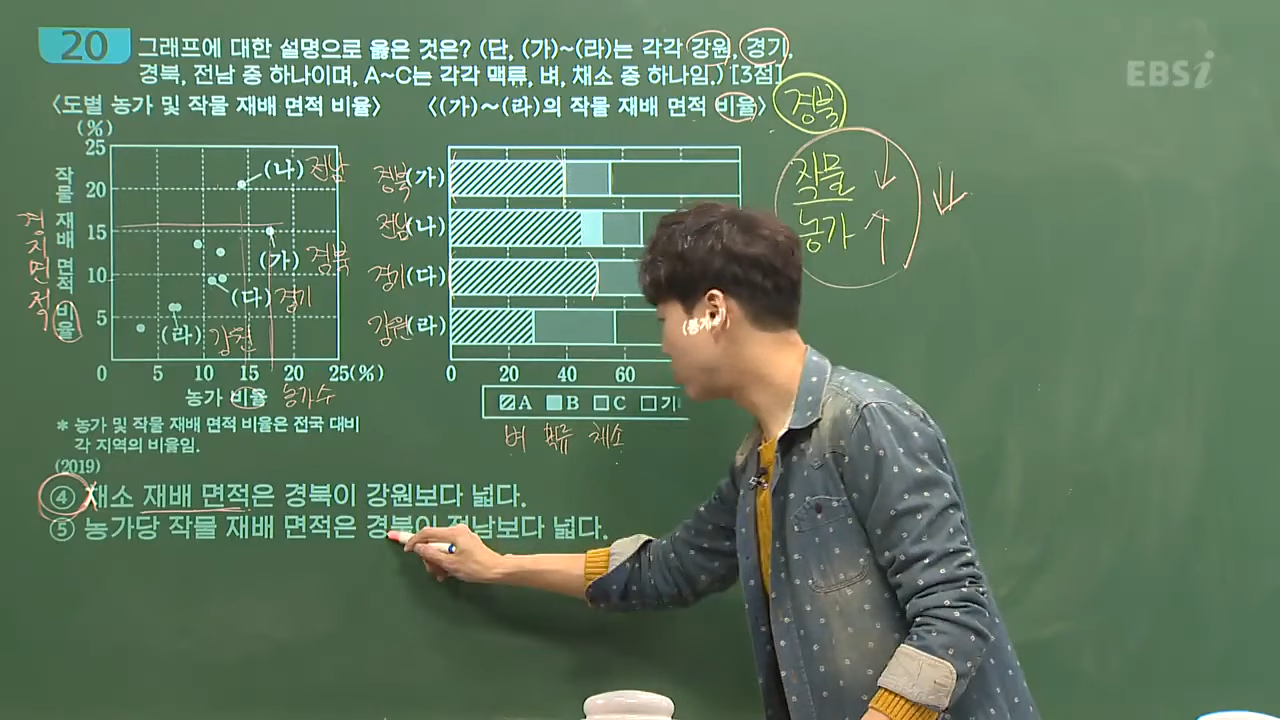 20 그래프에 대한 설명으로 옳은 것은? (단, (가)~(라)는 각각 강원, 경기,
경북, 전남 중 하나이며, A~C는 각각 맥류, 벼, 채소 중 하나임.) [3점]
EBSi
〈도별 농가 및 작물 재배 면적 비율〉
〈(가)~(라)의 작물 재배 면적 비율〉
경북
작물 ↓
농가 ↑
↓↓
(%)
25
20
15
10
5
0 5 10 15 20 25(%)
작물 재배 면적 비율
경지면적
농가 비율 농가수
(나) 전남
(가) 경북
(다) 경기
(라) 강원
경북(가)
전남(나)
경기(다)
강원(라)
0 20 40 60
A B C 기
벼 맥류 채소
* 농가 및 작물 재배 면적 비율은 전국 대비
각 지역의 비율임.
(2019)
④ 채소 재배 면적은 경북이 강원보다 넓다.
⑤ 농가당 작물 재배 면적은 경북이 전남보다 넓다.